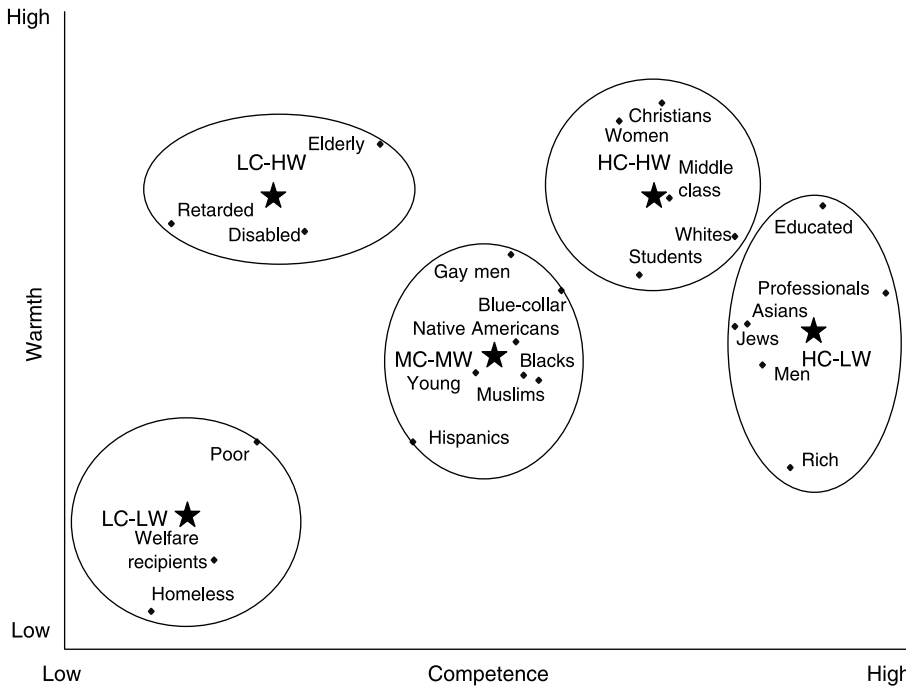 High
Christians
Women
Elderly
LC-HW
HC-HW
Middle
class
Retarded
Disabled
Whites
Educated
Students
Gay men
Professionals
Blue-collar
Asians
Native Americans
Jews
MC-MW
Blacks
HC-LW
Young
Muslims
Men
Warmth
Hispanics
Poor
Rich
LC-LW
Welfare
recipients
Homeless
Low
Low
Competence
High